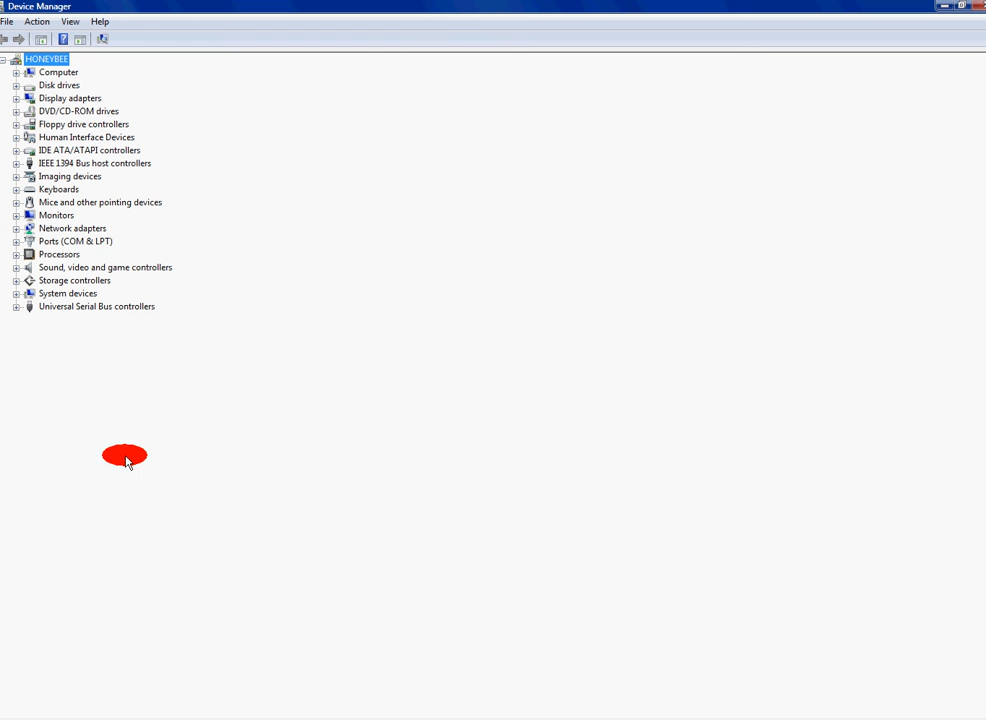 Device Manager
File Action View Help
HONEYBEE
Computer
Disk drives
Display adapters
DVD/CD-ROM drives
Floppy drive controllers
Human Interface Devices
IDE ATA/ATAPI controllers
IEEE 1394 Bus host controllers
Imaging devices
Keyboards
Mice and other pointing devices
Monitors
Network adapters
Ports (COM & LPT)
Processors
Sound, video and game controllers
Storage controllers
System devices
Universal Serial Bus controllers